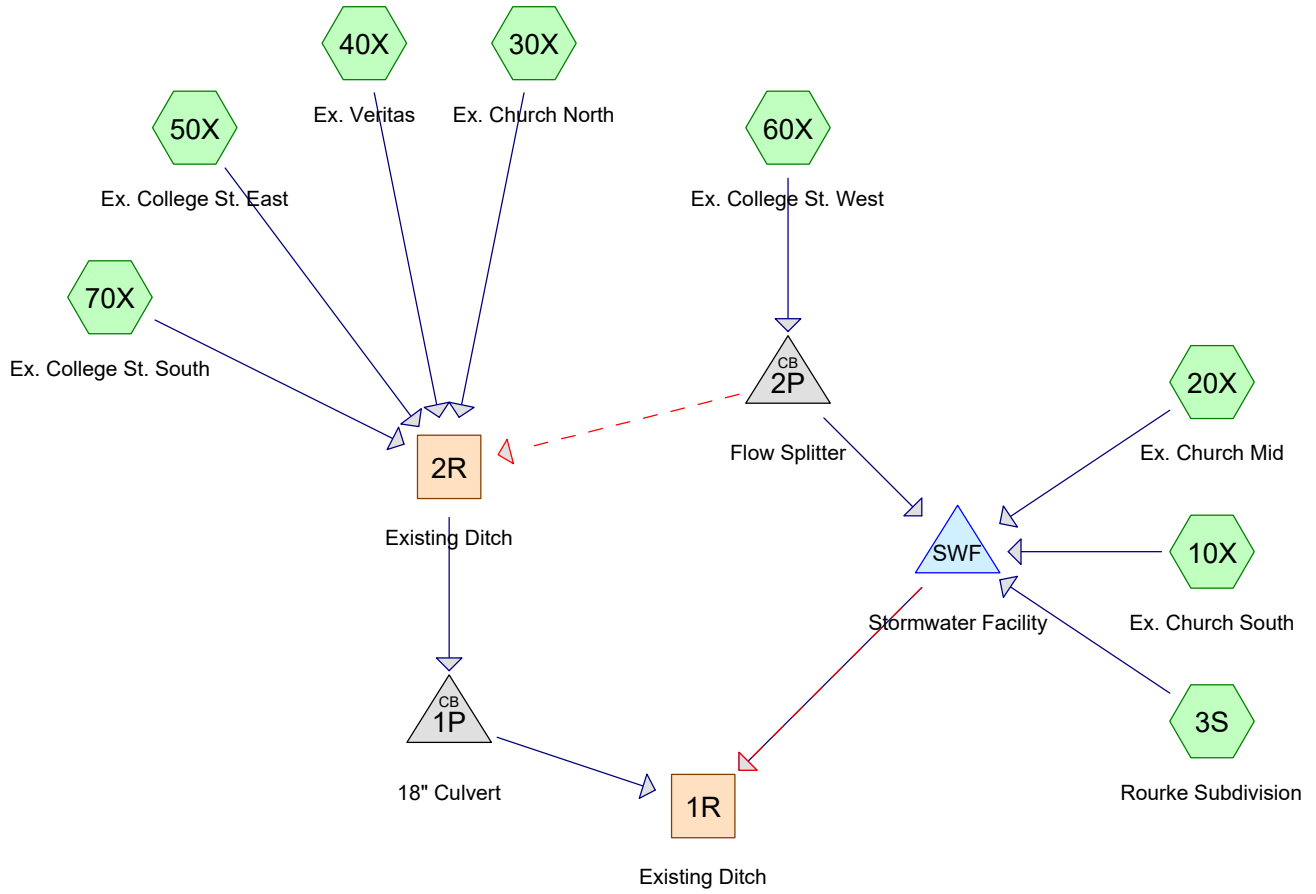 40X
30X
Ex. Veritas
Ex. Church North
50X
60X
Ex. College St. East
Ex. College St. West
70X
Ex. College St. South
CB
2P
Flow Splitter
20X
Ex. Church Mid
2R
Existing Ditch
SWF
Stormwater Facility
10X
Ex. Church South
CB
1P
18" Culvert
3S
Rourke Subdivision
1R
Existing Ditch